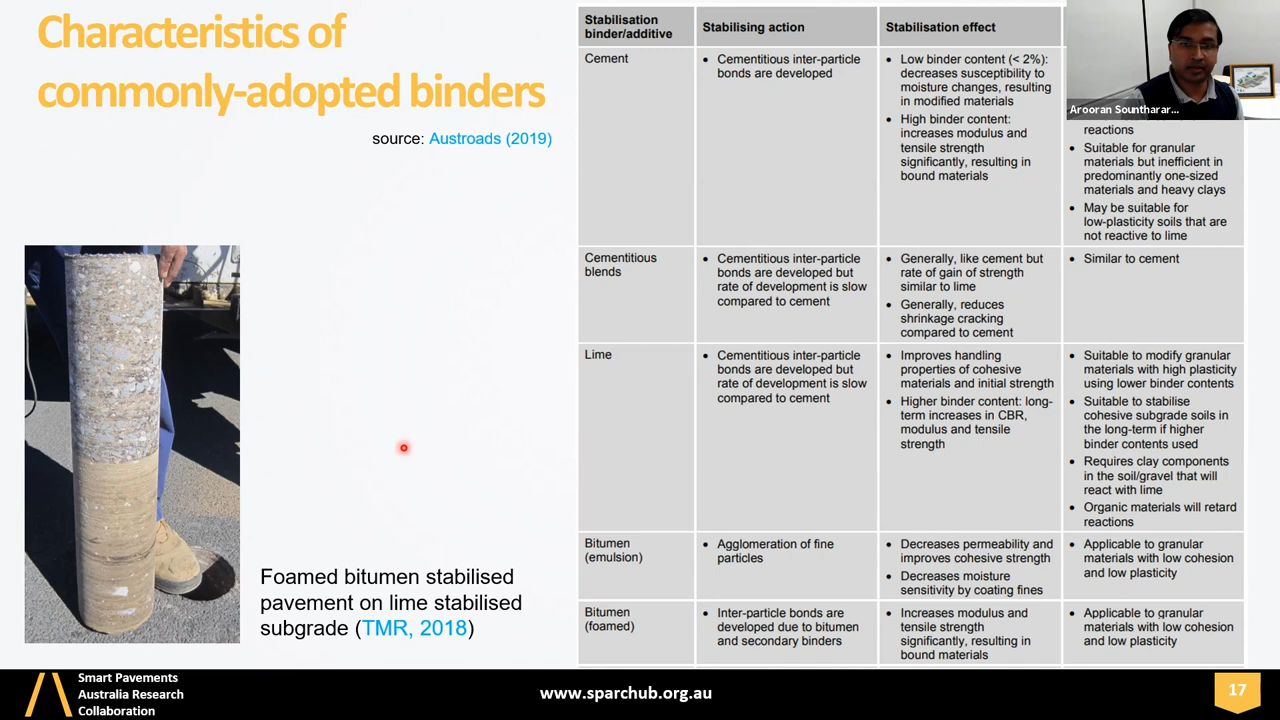 Characteristics of
commonly-adopted binders
source: Austroads (2019)
Foamed bitumen stabilised
pavement on lime stabilised
subgrade (TMR, 2018)
Stabilisation
binder/additive
Stabilising action
Stabilisation effect
Arooran Sounтharar...
Cement
• Cementitious inter-particle
bonds are developed
• Low binder content (< 2%):
decreases susceptibility to
moisture changes, resulting
in modified materials
• High binder content:
increases modulus and
tensile strength
significantly, resulting in
bound materials
reactions
• Suitable for granular
materials but inefficient in
predominantly one-sized
materials and heavy clays
• May be suitable for
low-plasticity soils that are
not reactive to lime
Cementitious
blends
• Cementitious inter-particle
bonds are developed but
rate of development is slow
compared to cement
• Generally, like cement but
rate of gain of strength
similar to lime
• Generally, reduces
shrinkage cracking
compared to cement
• Similar to cement
Lime
• Cementitious inter-particle
bonds are developed but
rate of development is slow
compared to cement
• Improves handling
properties of cohesive
materials and initial strength
• Higher binder content: long-
term increases in CBR,
modulus and tensile
strength
• Suitable to modify granular
materials with high plasticity
using lower binder contents
• Suitable to stabilise
cohesive subgrade soils in
the long-term if higher
binder contents used
• Requires clay components
in the soil/gravel that will
react with lime
• Organic materials will retard
reactions
Bitumen
(emulsion)
• Agglomeration of fine
particles
• Decreases permeability and
improves cohesive strength
• Decreases moisture
sensitivity by coating fines
• Applicable to granular
materials with low cohesion
and low plasticity
Bitumen
(foamed)
• Inter-particle bonds are
developed due to bitumen
and secondary binders
• Increases modulus and
tensile strength
significantly, resulting in
bound materials
• Applicable to granular
materials with low cohesion
and low plasticity
Smart Pavements
Australia Research
Collaboration
www.sparchub.org.au
17